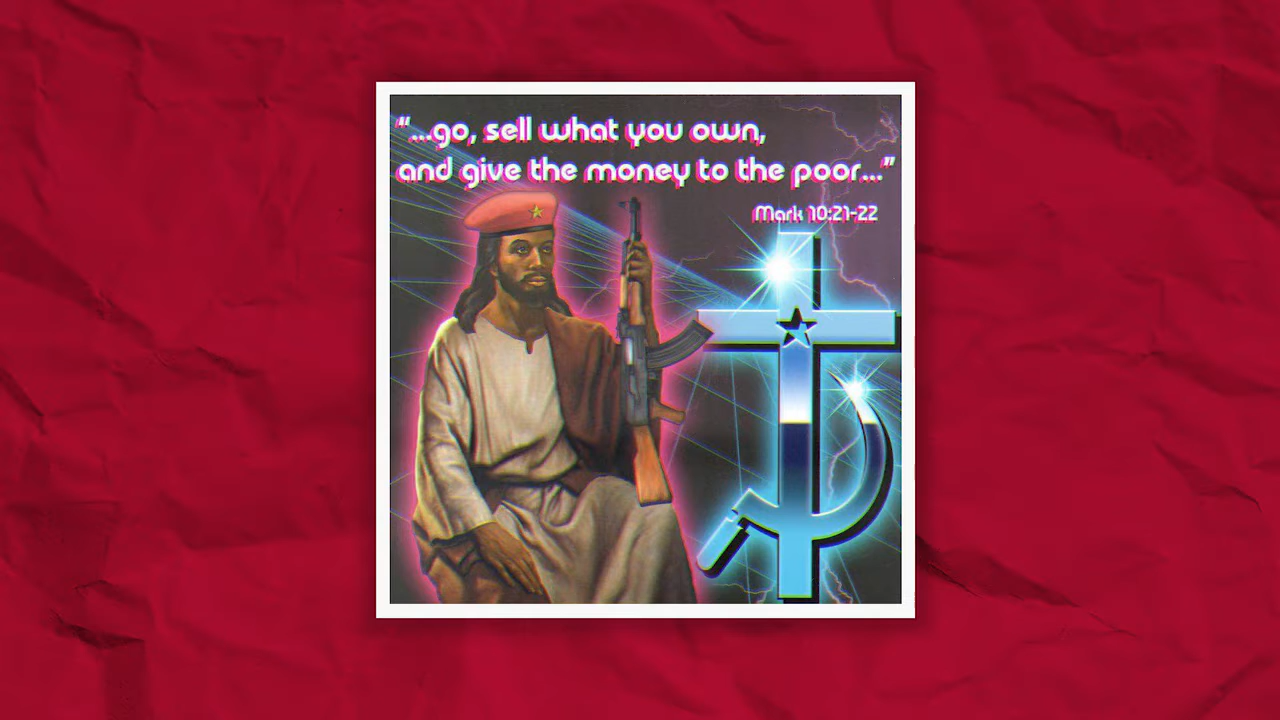 “...go, sell what you own,
and give the money to the poor...”
Mark 10:21-22